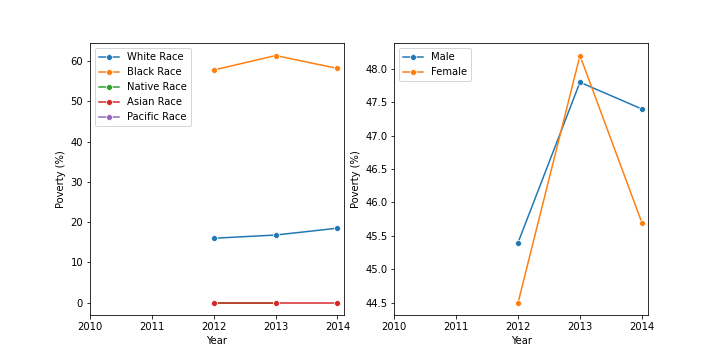 White Race
Black Race
Native Race
Asian Race
Pacific Race
60
50
40
30
20
10
0
Poverty (%)
2010 2011 2012 2013 2014
Year
Male
Female
48.0
47.5
47.0
46.5
46.0
45.5
45.0
44.5
Poverty (%)
2010 2011 2012 2013 2014
Year